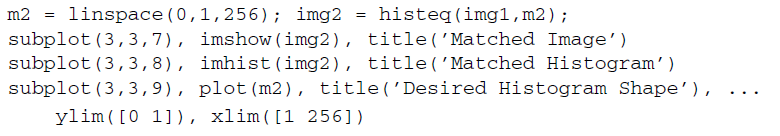 m2 = linspace(0,1,256); img2 = histeq(img1,m2);
subplot(3,3,7), imshow(img2), title(’Matched Image’)
subplot(3,3,8), imhist(img2), title(’Matched Histogram’)
subplot(3,3,9), plot(m2), title(’Desired Histogram Shape’), ...
ylim([0 1]), xlim([1 256])